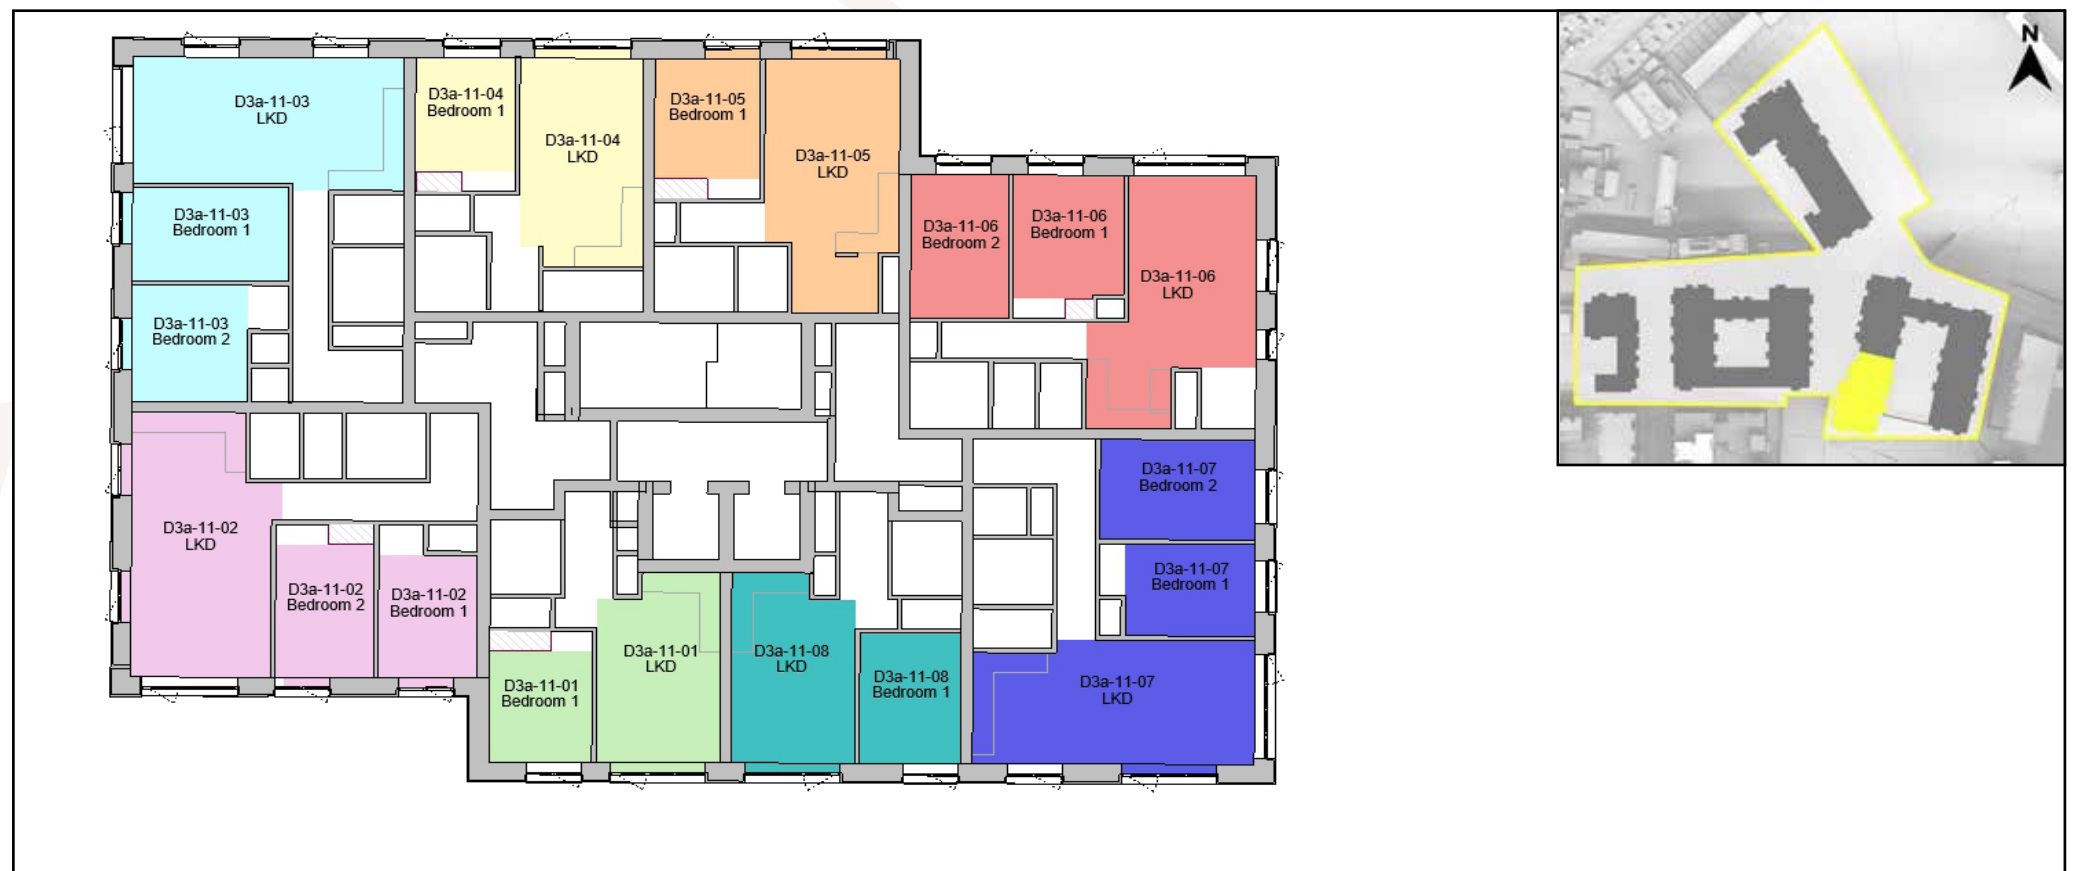 N
D3a-11-03
LKD
D3a-11-04
Bedroom 1
D3a-11-04
LKD
D3a-11-05
Bedroom 1
D3a-11-05
LKD
D3a-11-03
Bedroom 1
D3a-11-06
Bedroom 2
D3a-11-06
Bedroom 1
D3a-11-06
LKD
D3a-11-03
Bedroom 2
D3a-11-07
Bedroom 2
D3a-11-02
LKD
D3a-11-02
Bedroom 2
D3a-11-02
Bedroom 1
D3a-11-07
Bedroom 1
D3a-11-01
Bedroom 1
D3a-11-01
LKD
D3a-11-08
LKD
D3a-11-08
Bedroom 1
D3a-11-07
LKD